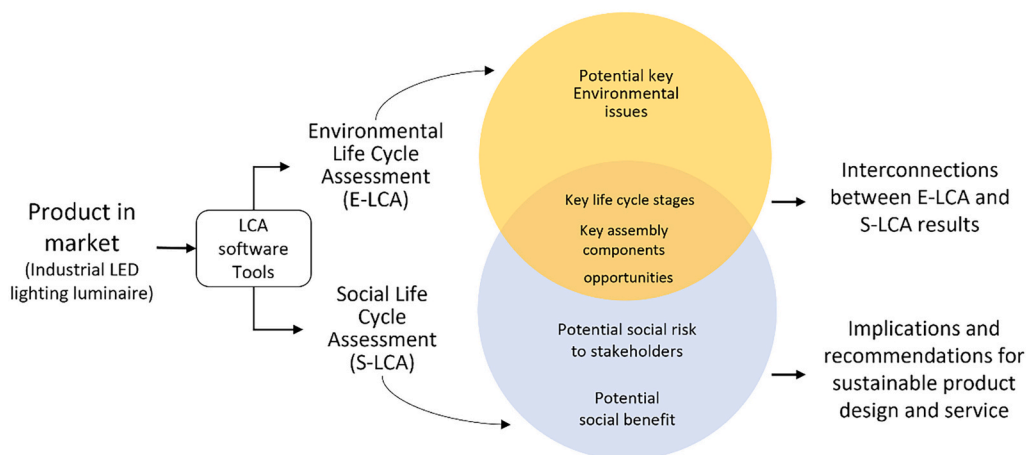 Product in
market
(Industrial LED
lighting luminaire)
LCA
software
Tools
Environmental
Life Cycle
Assessment
(E-LCA)
Social Life
Cycle
Assessment
(S-LCA)
Potential key
Environmental
issues
Key life cycle stages
Key assembly
components
opportunities
Potential social risk
to stakeholders
Potential
social benefit
Interconnections
between E-LCA and
S-LCA results
Implications and
recommendations for
sustainable product
design and service